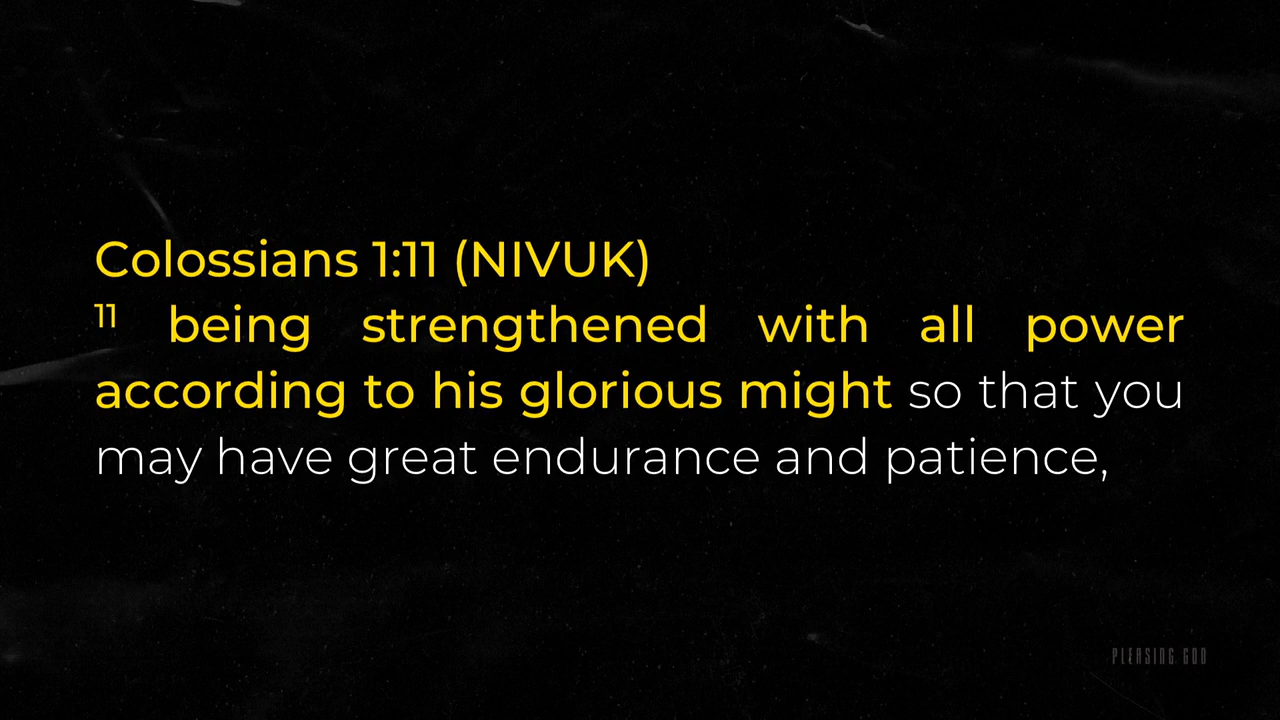 Colossians 1:11 (NIVUK)
11 being strengthened with all power
according to his glorious might so that you
may have great endurance and patience,
PLEASING GOD